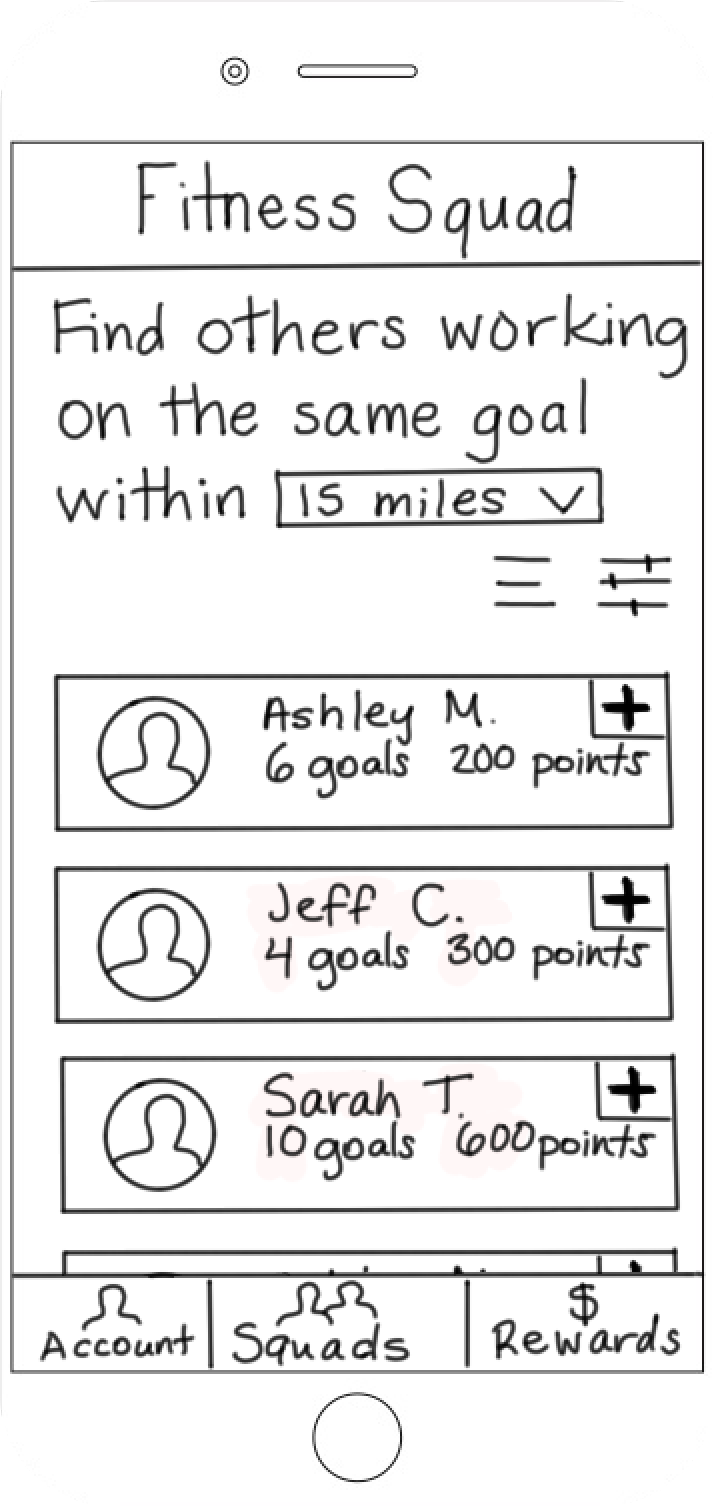 Fitness Squad
Find others working
on the same goal
within 15 miles
Ashley M.
6 goals 200 points
Jeff C.
4 goals 300 points
Sarah T.
10 goals 600 points
Account Squads Rewards